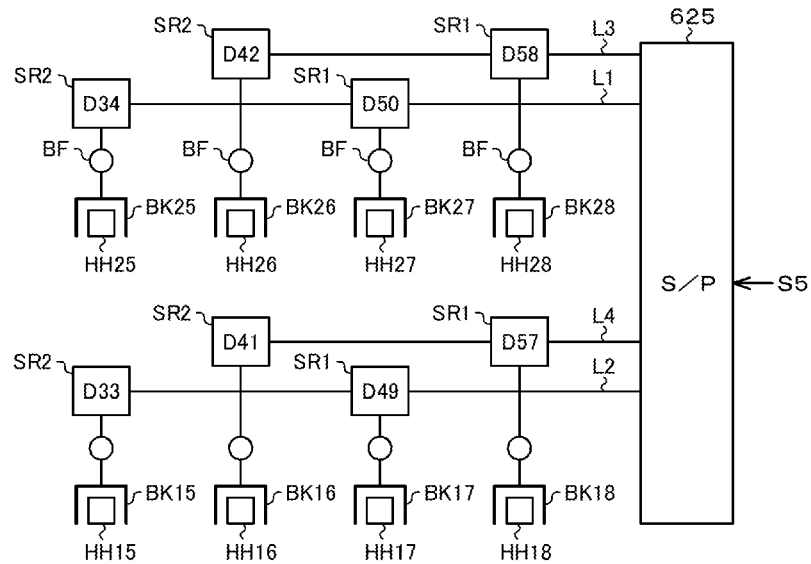 SR2 D42 SR1 D58 L3 625
SR2 D34 SR1 D50 L1
BF BF BF BF
BK25 BK26 BK27 BK28
HH25 HH26 HH27 HH28
S/P S5
SR2 D41 SR1 D57 L4
SR2 D33 SR1 D49 L2
BK15 BK16 BK17 BK18
HH15 HH16 HH17 HH18